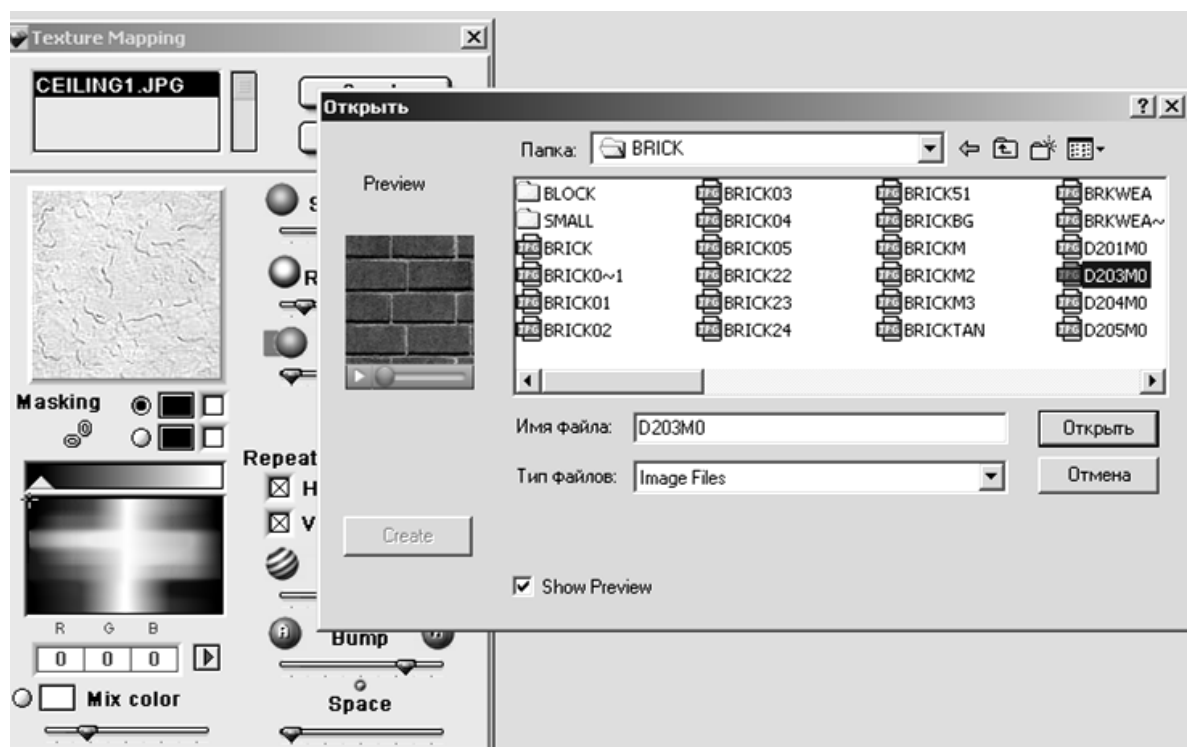 Texture Mapping
CEILING1.JPG
Открыть
Папка: BRICK
Preview
BLOCK BRICK03 BRICK51 BRKWEA
SMALL BRICK04 BRICKBG BRKWEA~
BRICK BRICK05 BRICKM D201M0
BRICK0~1 BRICK22 BRICKM2 D203M0
BRICK01 BRICK23 BRICKM3 D204M0
BRICK02 BRICK24 BRICKTAN D205M0
Имя файла: D203M0 Открыть
Тип файлов: Image Files Отмена
Create
Show Preview
Masking
Repeat
H
V
R G B
0 0 0
Bump
Mix color
Space